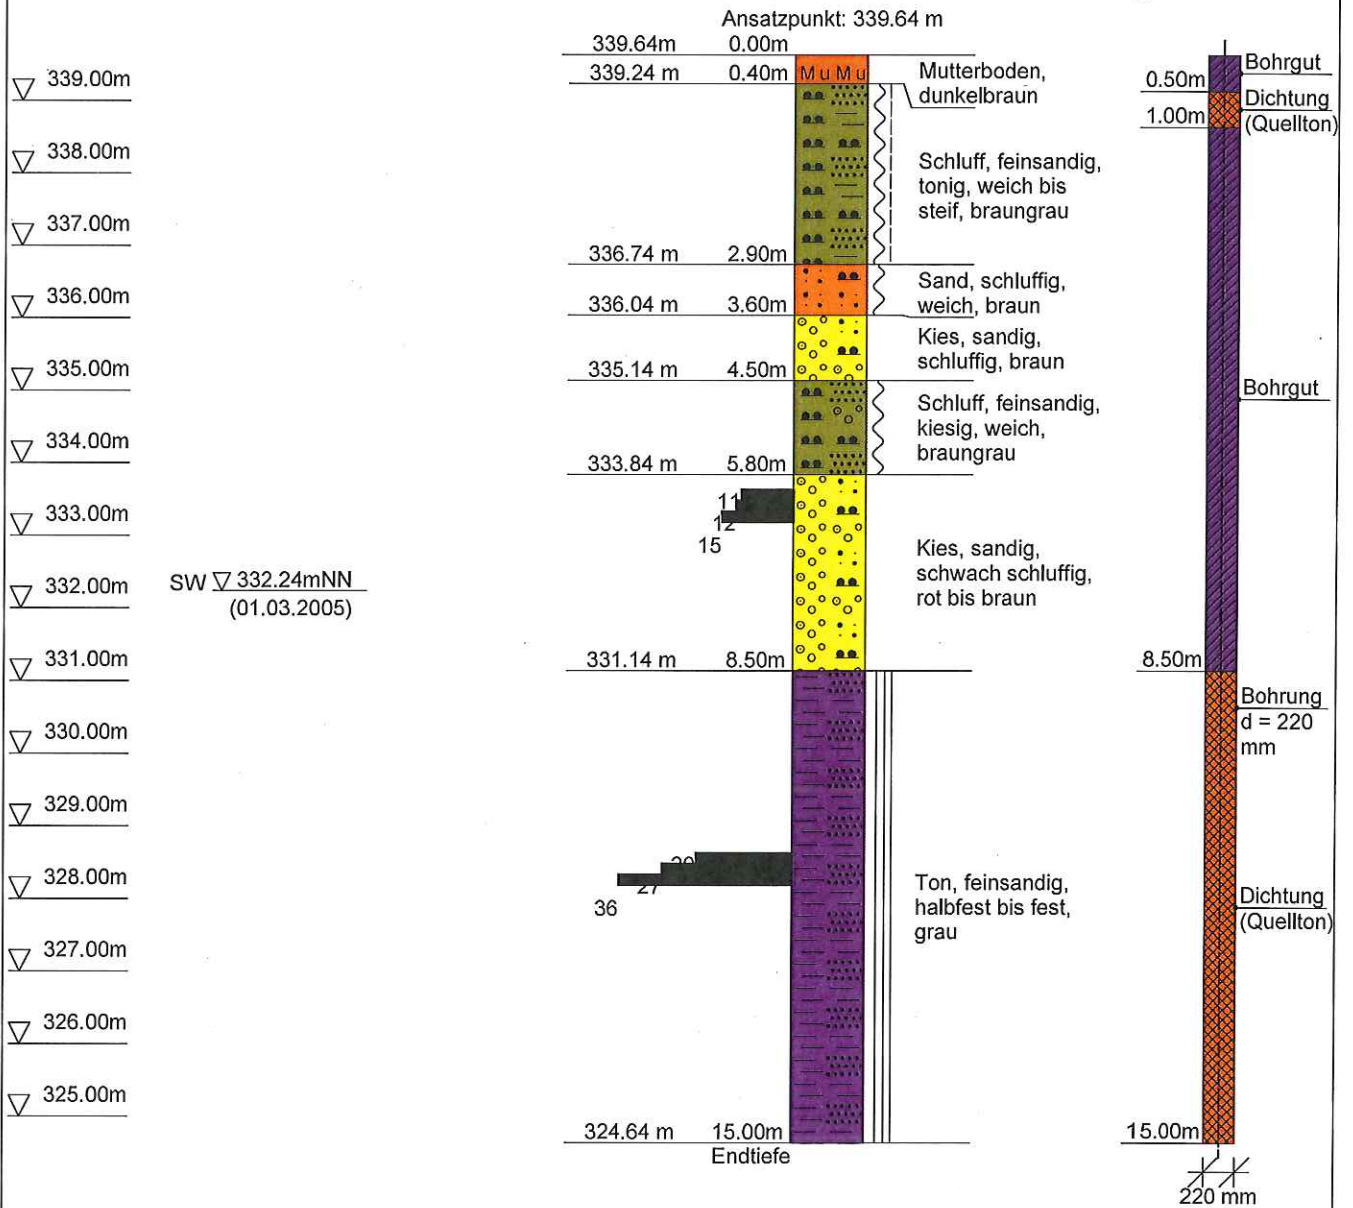 Ansatzpunkt: 339.64 m
339.64m 0.00m
339.24 m 0.40m
M u M u
Mutterboden,
dunkelbraun
Schluff, feinsandig,
tonig, weich bis
steif, braungrau
336.74 m 2.90m
Sand, schluffig,
weich, braun
336.04 m 3.60m
Kies, sandig,
schluffig, braun
335.14 m 4.50m
Schluff, feinsandig,
kiesig, weich,
braungrau
333.84 m 5.80m
11
12
15
Kies, sandig,
schwach schluffig,
rot bis braun
331.14 m 8.50m
27
36
Ton, feinsandig,
halbfest bis fest,
grau
324.64 m 15.00m
Endtiefe
339.00m
338.00m
337.00m
336.00m
335.00m
334.00m
333.00m
332.00m
331.00m
330.00m
329.00m
328.00m
327.00m
326.00m
325.00m
SW 332.24mNN
(01.03.2005)
Bohrgut
0.50m
Dichtung
(Quellton)
1.00m
Bohrgut
8.50m
Bohrung
d = 220
mm
Dichtung
(Quellton)
15.00m
220 mm